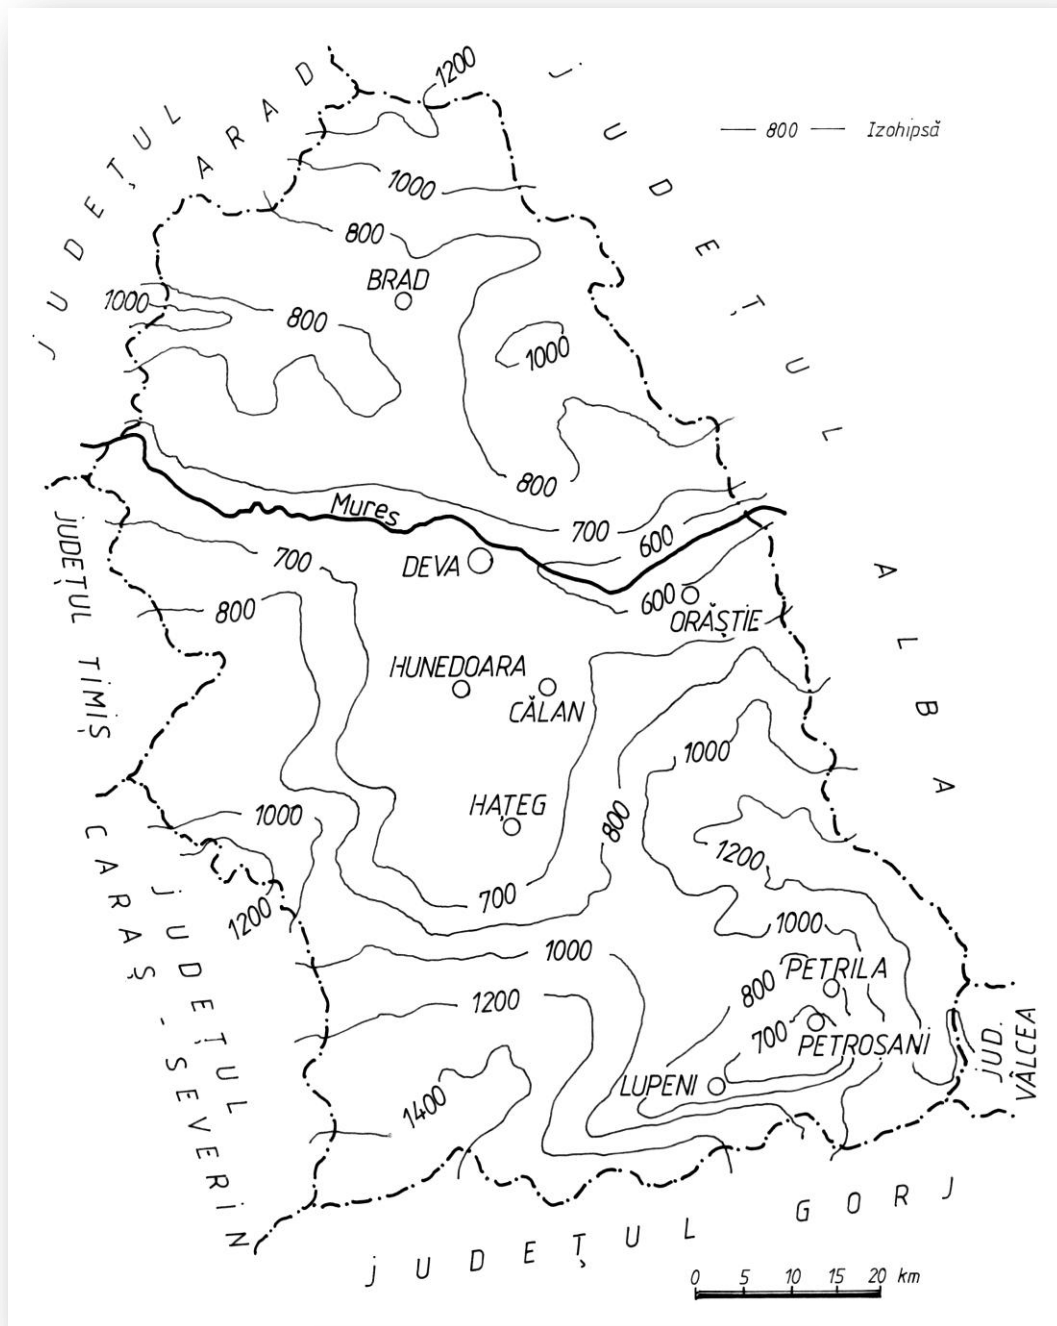 1200
JUDEȚUL
ARAD
JUDEȚUL
ALBA
800 Izohipsă
1000
800
BRAD
1000
800
1000
800
Mureș
700
600
DEVA
700
600
ORĂȘTIE
800
JUDEȚUL TIMIȘ
HUNEDOARA
CĂLAN
1000
HAȚEG
1000
800
1200
700
1200
1000
1000
CARAȘ-SEVERIN
JUDEȚUL
800
PETRILA
1200
700
PETROSANI
JUD.
VÂLCEA
LUPENI
1400
JUDEȚUL GORJ
0 5 10 15 20 km